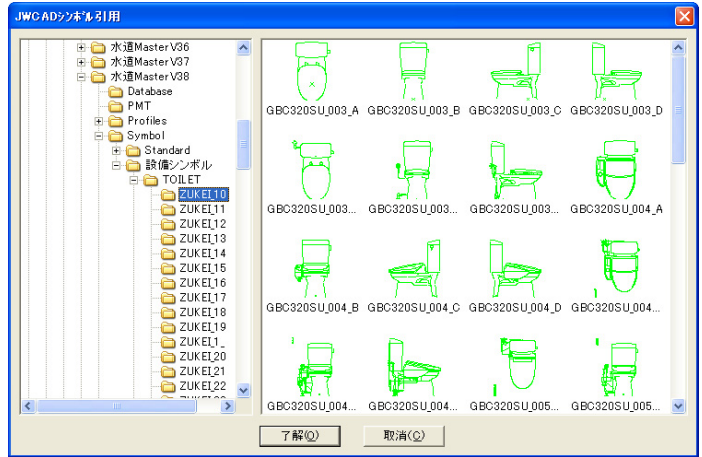 JWCADｼﾝﾎﾞﾙ引用
水道MasterV36
水道MasterV37
水道MasterV38
Database
PMT
Profiles
Symbol
Standard
設備シンボル
TOILET
ZUKEI_10
ZUKEI_11
ZUKEI_12
ZUKEI_13
ZUKEI_14
ZUKEI_15
ZUKEI_16
ZUKEI_17
ZUKEI_18
ZUKEI_19
ZUKEI_1_
ZUKEI_20
ZUKEI_21
ZUKEI_22
GBC320SU_003_A GBC320SU_003_B GBC320SU_003_C GBC320SU_003_D
GBC320SU_003... GBC320SU_003... GBC320SU_003... GBC320SU_004_A
GBC320SU_004_B GBC320SU_004_C GBC320SU_004_D GBC320SU_004...
GBC320SU_004... GBC320SU_004... GBC320SU_005... GBC320SU_005...
了解(O) 取消(C)